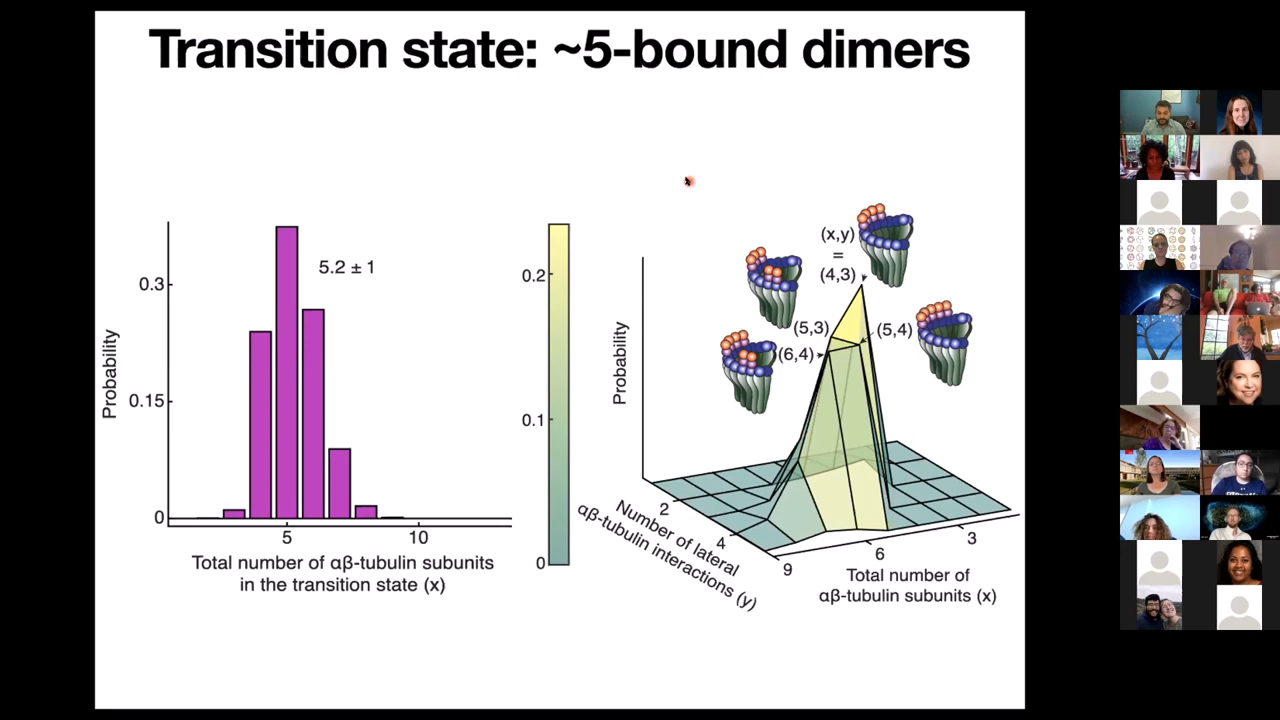 Transition state: ~5-bound dimers
0.3
0.15
0
5
10
5.2 ± 1
Probability
Total number of αβ-tubulin subunits
in the transition state (x)
0.2
0.1
0
Probability
(x,y)
=
(4,3)
(5,3)
(5,4)
(6,4)
2
4
9
6
3
Number of lateral
αβ-tubulin interactions (y)
Total number of
αβ-tubulin subunits (x)